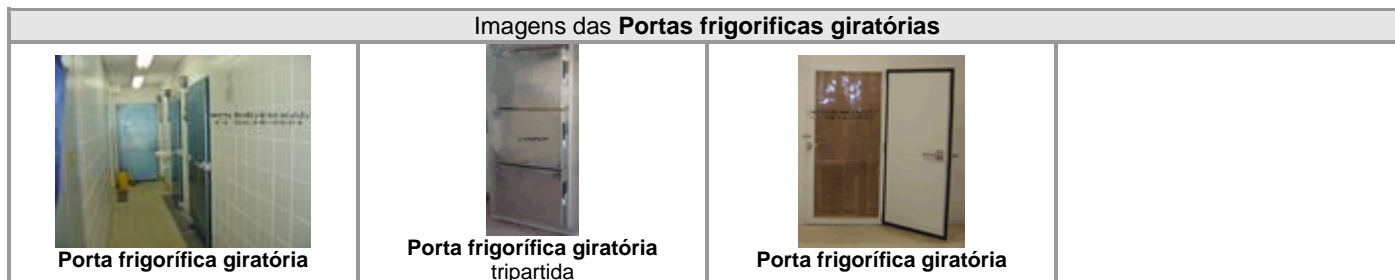 Imagens das Portas frigorificas giratórias
Porta frigorífica giratória
Porta frigorífica giratória
tripartida
Porta frigorífica giratória